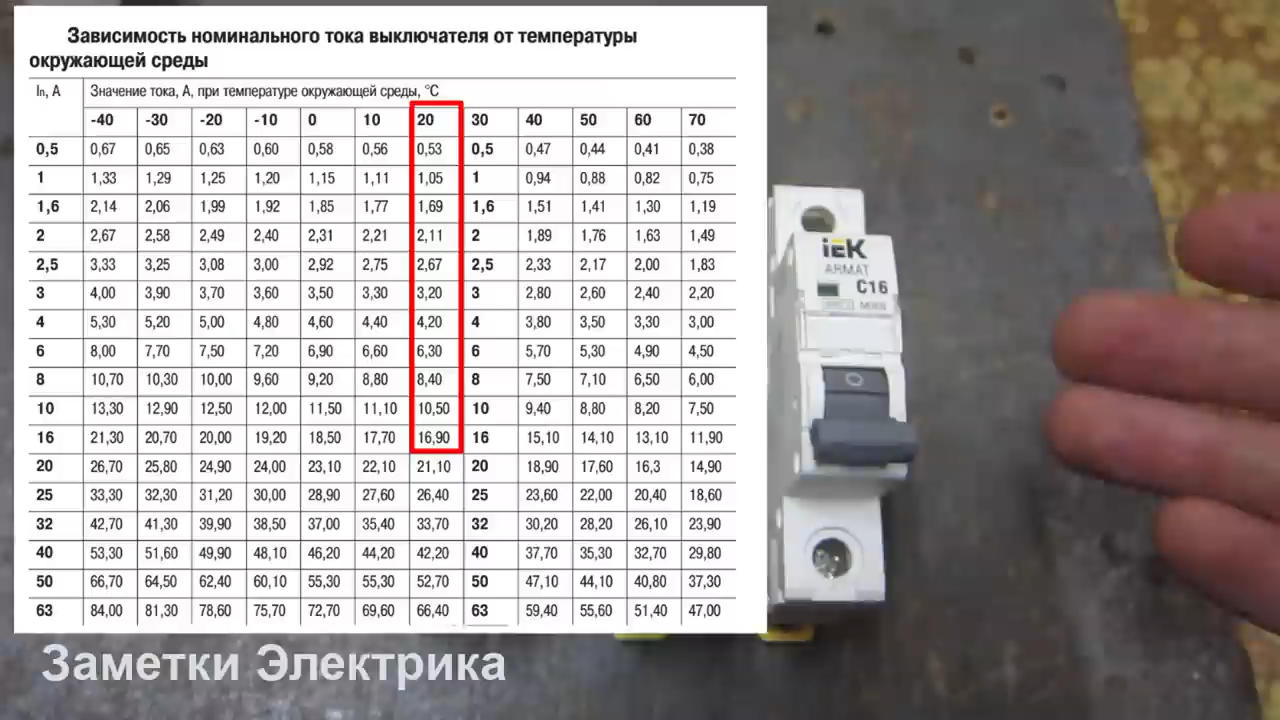 Зависимость номинального тока выключателя от температуры
окружающей среды
In, А Значение тока, А, при температуре окружающей среды, °С
-40 -30 -20 -10 0 10 20 30 40 50 60 70
0,5 0,67 0,65 0,63 0,60 0,58 0,56 0,53 0,5 0,47 0,44 0,41 0,38
1 1,33 1,29 1,25 1,20 1,15 1,11 1,05 1 0,94 0,88 0,82 0,75
1,6 2,14 2,06 1,99 1,92 1,85 1,77 1,69 1,6 1,51 1,41 1,30 1,19
2 2,67 2,58 2,49 2,40 2,31 2,21 2,11 2 1,89 1,76 1,63 1,49
2,5 3,33 3,25 3,08 3,00 2,92 2,75 2,67 2,5 2,33 2,17 2,00 1,83
3 4,00 3,90 3,70 3,60 3,50 3,30 3,20 3 2,80 2,60 2,40 2,20
4 5,30 5,20 5,00 4,80 4,60 4,40 4,20 4 3,80 3,50 3,30 3,00
6 8,00 7,70 7,50 7,20 6,90 6,60 6,30 6 5,70 5,30 4,90 4,50
8 10,70 10,30 10,00 9,60 9,20 8,80 8,40 8 7,50 7,10 6,50 6,00
10 13,30 12,90 12,50 12,00 11,50 11,10 10,50 10 9,40 8,80 8,20 7,50
16 21,30 20,70 20,00 19,20 18,50 17,70 16,90 16 15,10 14,10 13,10 11,90
20 26,70 25,80 24,90 24,00 23,10 22,10 21,10 20 18,90 17,60 16,3 14,90
25 33,30 32,30 31,20 30,00 28,90 27,60 26,40 25 23,60 22,00 20,40 18,60
32 42,70 41,30 39,90 38,50 37,00 35,40 33,70 32 30,20 28,20 26,10 23,90
40 53,30 51,60 49,90 48,10 46,20 44,20 42,20 40 37,70 35,30 32,70 29,80
50 66,70 64,50 62,40 60,10 55,30 55,30 52,70 50 47,10 44,10 40,80 37,30
63 84,00 81,30 78,60 75,70 72,70 69,60 66,40 63 59,40 55,60 51,40 47,00
iEK
ARMAT
C16
Заметки Электрика